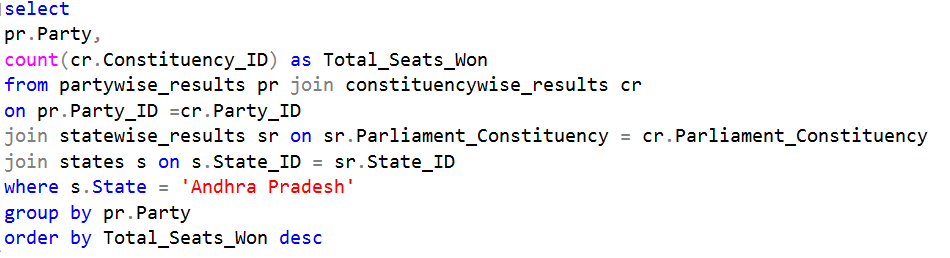 select
pr.Party,
count(cr.Constituency_ID) as Total_Seats_Won
from partywise_results pr join constituencywise_results cr
on pr.Party_ID =cr.Party_ID
join statewise_results sr on sr.Parliament_Constituency = cr.Parliament_Constituency
join states s on s.State_ID = sr.State_ID
where s.State = 'Andhra Pradesh'
group by pr.Party
order by Total_Seats_Won desc